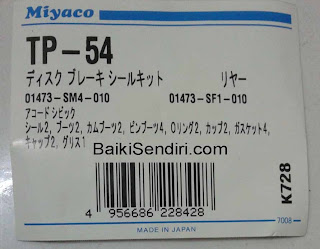 Miyaco
TP-54
ディスク ブレーキ シールキット リヤー
01473-SM4-010 01473-SF1-010
アコード シビック
シール2, ブーツ2, カムブーツ2, ピンブーツ4, Oリング2, カップ2, ガスケット4,
キャップ2, グリス1
BaikiSendiri.com
4 956686 228428
K728
7008
MADE IN JAPAN